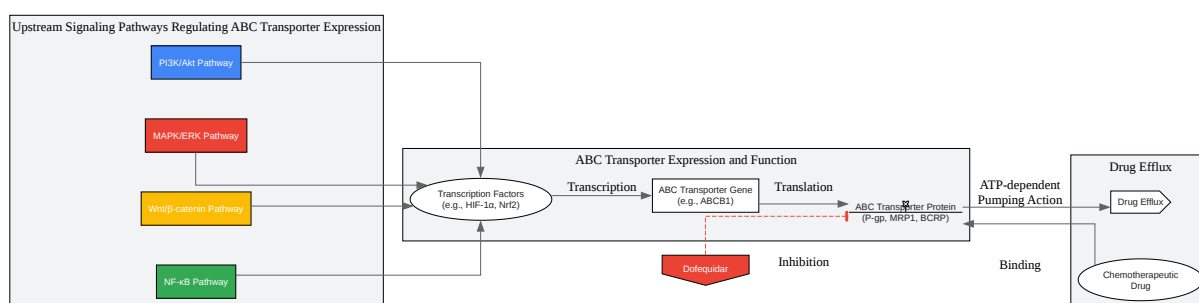 Upstream Signaling Pathways Regulating ABC Transporter Expression
PI3K/Akt Pathway
MAPK/ERK Pathway
Wnt/β-catenin Pathway
NF-κB Pathway
ABC Transporter Expression and Function
Transcription Factors
(e.g., HIF-1α, Nrf2)
Transcription
ABC Transporter Gene
(e.g., ABCB1)
Translation
ABC Transporter Protein
(P-gp, MRP1, BCRP)
Dofequidar
Inhibition
ATP-dependent
Pumping Action
Binding
Drug Efflux
Drug Efflux
Chemotherapeutic
Drug